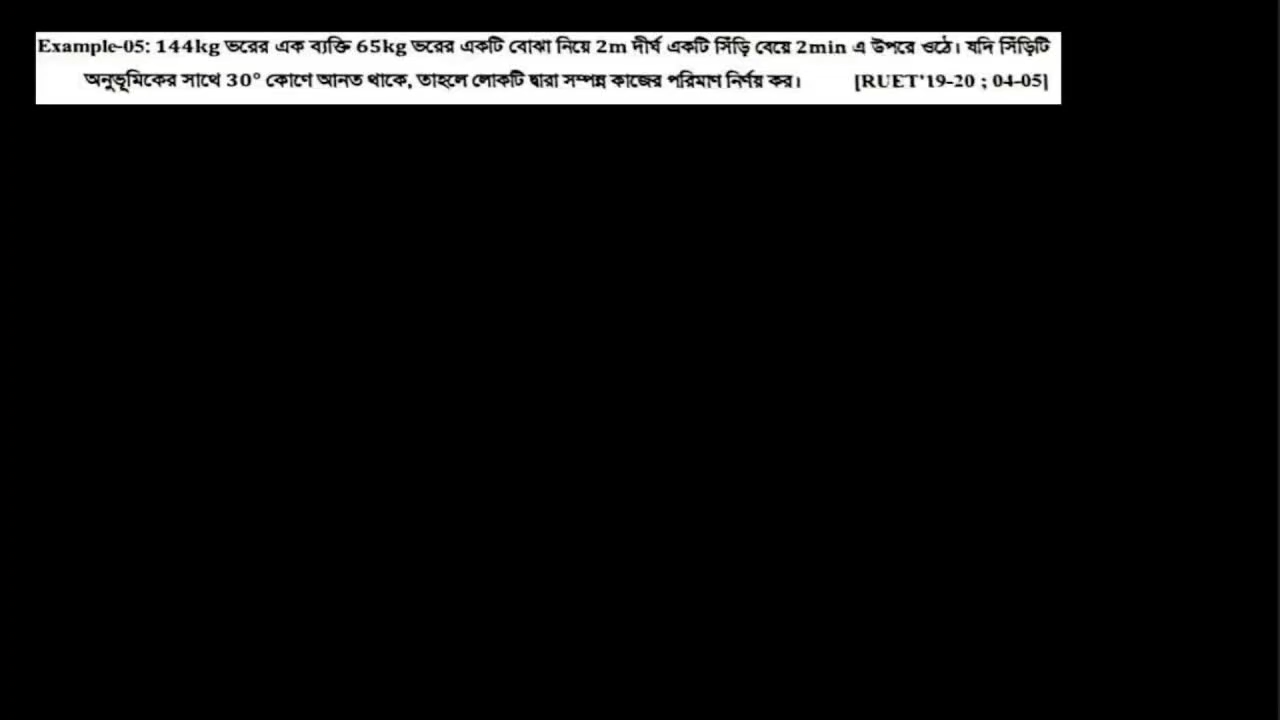 Example-05: 144kg ভরের এক ব্যক্তি 65kg ভরের একটি বোঝা নিয়ে 2m দীর্ঘ একটি সিঁড়ি বেয়ে 2min এ উপরে ওঠে। যদি সিঁড়িটি
অনুভূমিকের সাথে 30° কোণে আনত থাকে, তাহলে লোকটি দ্বারা সম্পন্ন কাজের পরিমাণ নির্ণয় কর। [RUET'19-20 ; 04-05]